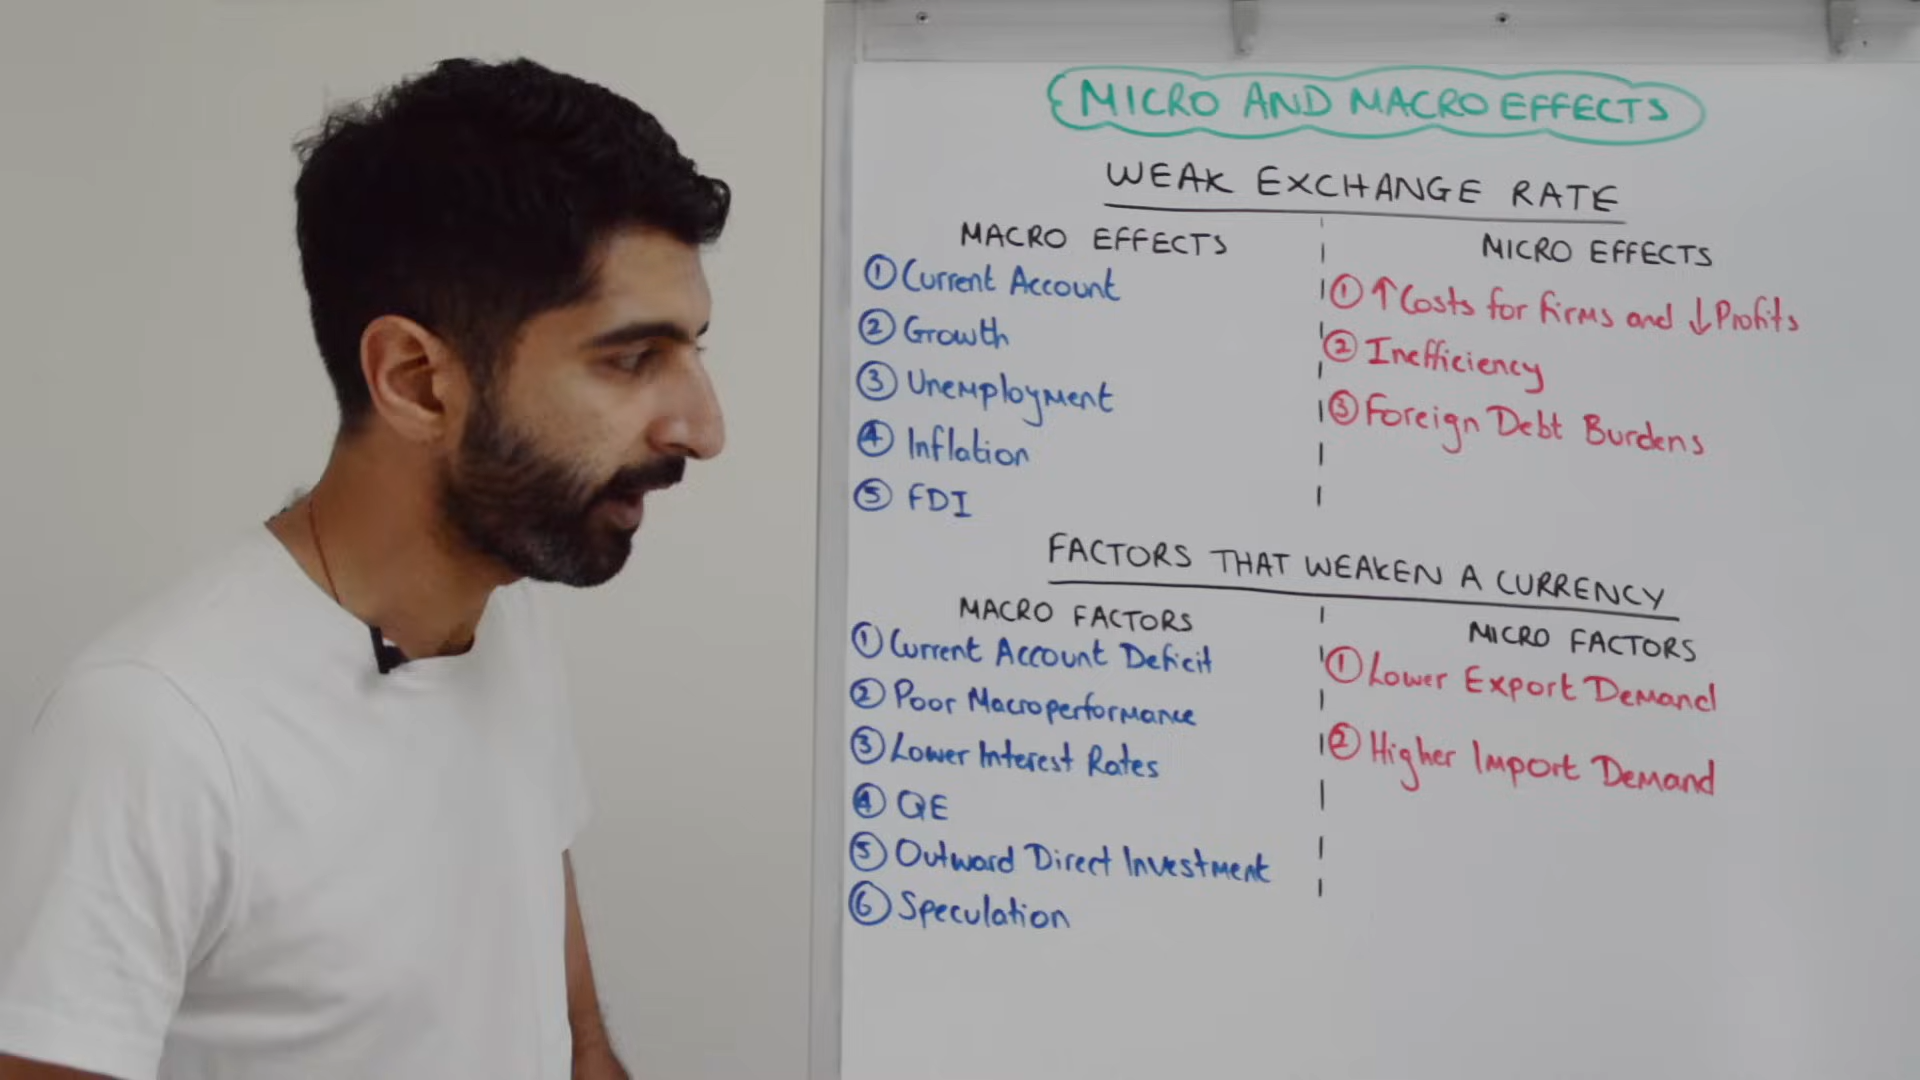 MICRO AND MACRO EFFECTS
WEAK EXCHANGE RATE
MACRO EFFECTS
① Current Account
② Growth
③ Unemployment
④ Inflation
⑤ FDI
MICRO EFFECTS
① ↑ Costs for firms and ↓ Profits
② Inefficiency
③ Foreign Debt Burdens
FACTORS THAT WEAKEN A CURRENCY
MACRO FACTORS
① Current Account Deficit
② Poor Macroperformance
③ Lower Interest Rates
④ QE
⑤ Outward Direct Investment
⑥ Speculation
MICRO FACTORS
① Lower Export Demand
② Higher Import Demand